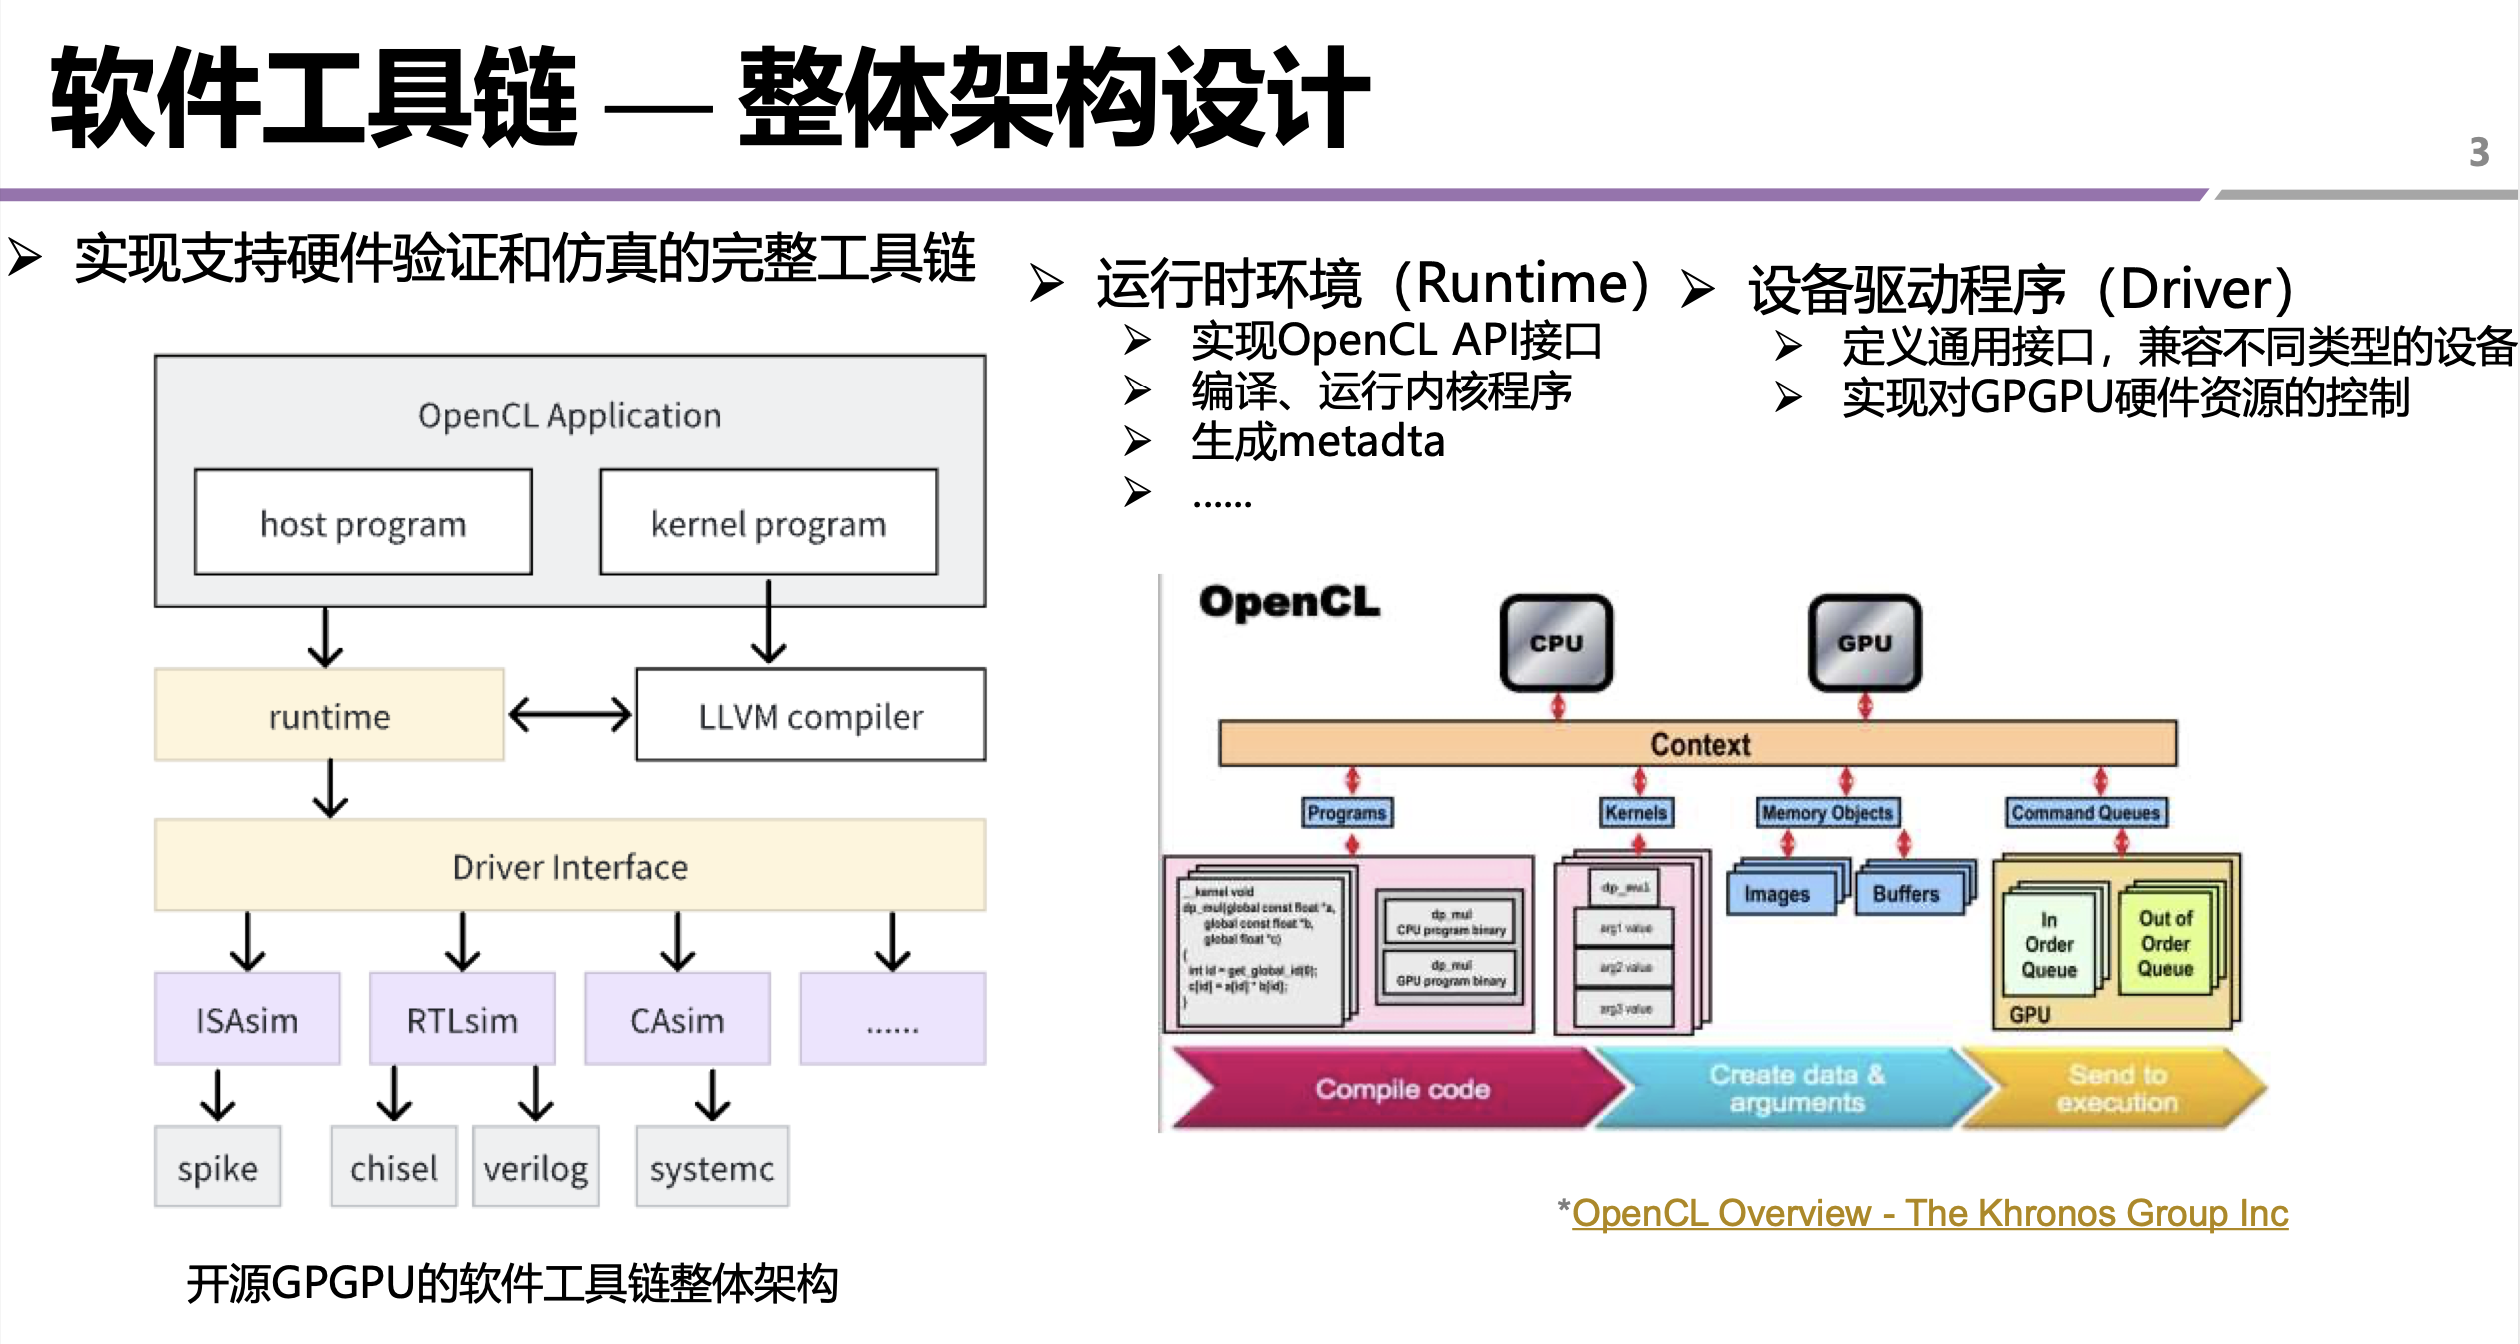 软件工具链 — 整体架构设计
3
➢ 实现支持硬件验证和仿真的完整工具链
OpenCL Application
host program
kernel program
runtime
LLVM compiler
Driver Interface
ISAsim
RTLsim
CAsim
......
spike
chisel
verilog
systemc
开源GPGPU的软件工具链整体架构
➢ 运行时环境（Runtime）
➢ 实现OpenCL API接口
➢ 编译、运行内核程序
➢ 生成metadta
➢ ......
➢ 设备驱动程序（Driver）
➢ 定义通用接口，兼容不同类型的设备
➢ 实现对GPGPU硬件资源的控制
OpenCL
CPU
GPU
Context
Programs
Kernels
Memory Objects
Command Queues
__kernel void
dp_mul(global const float *a,
global const float *b,
global float *c)
{
int id = get_global_id(0);
c[id] = a[id] * b[id];
}
dp_mul
CPU program binary
dp_mul
GPU program binary
dp_mul
arg1 value
arg2 value
arg3 value
Images
Buffers
In
Order
Queue
Out of
Order
Queue
GPU
Compile code
Create data &
arguments
Send to
execution
*OpenCL Overview - The Khronos Group Inc